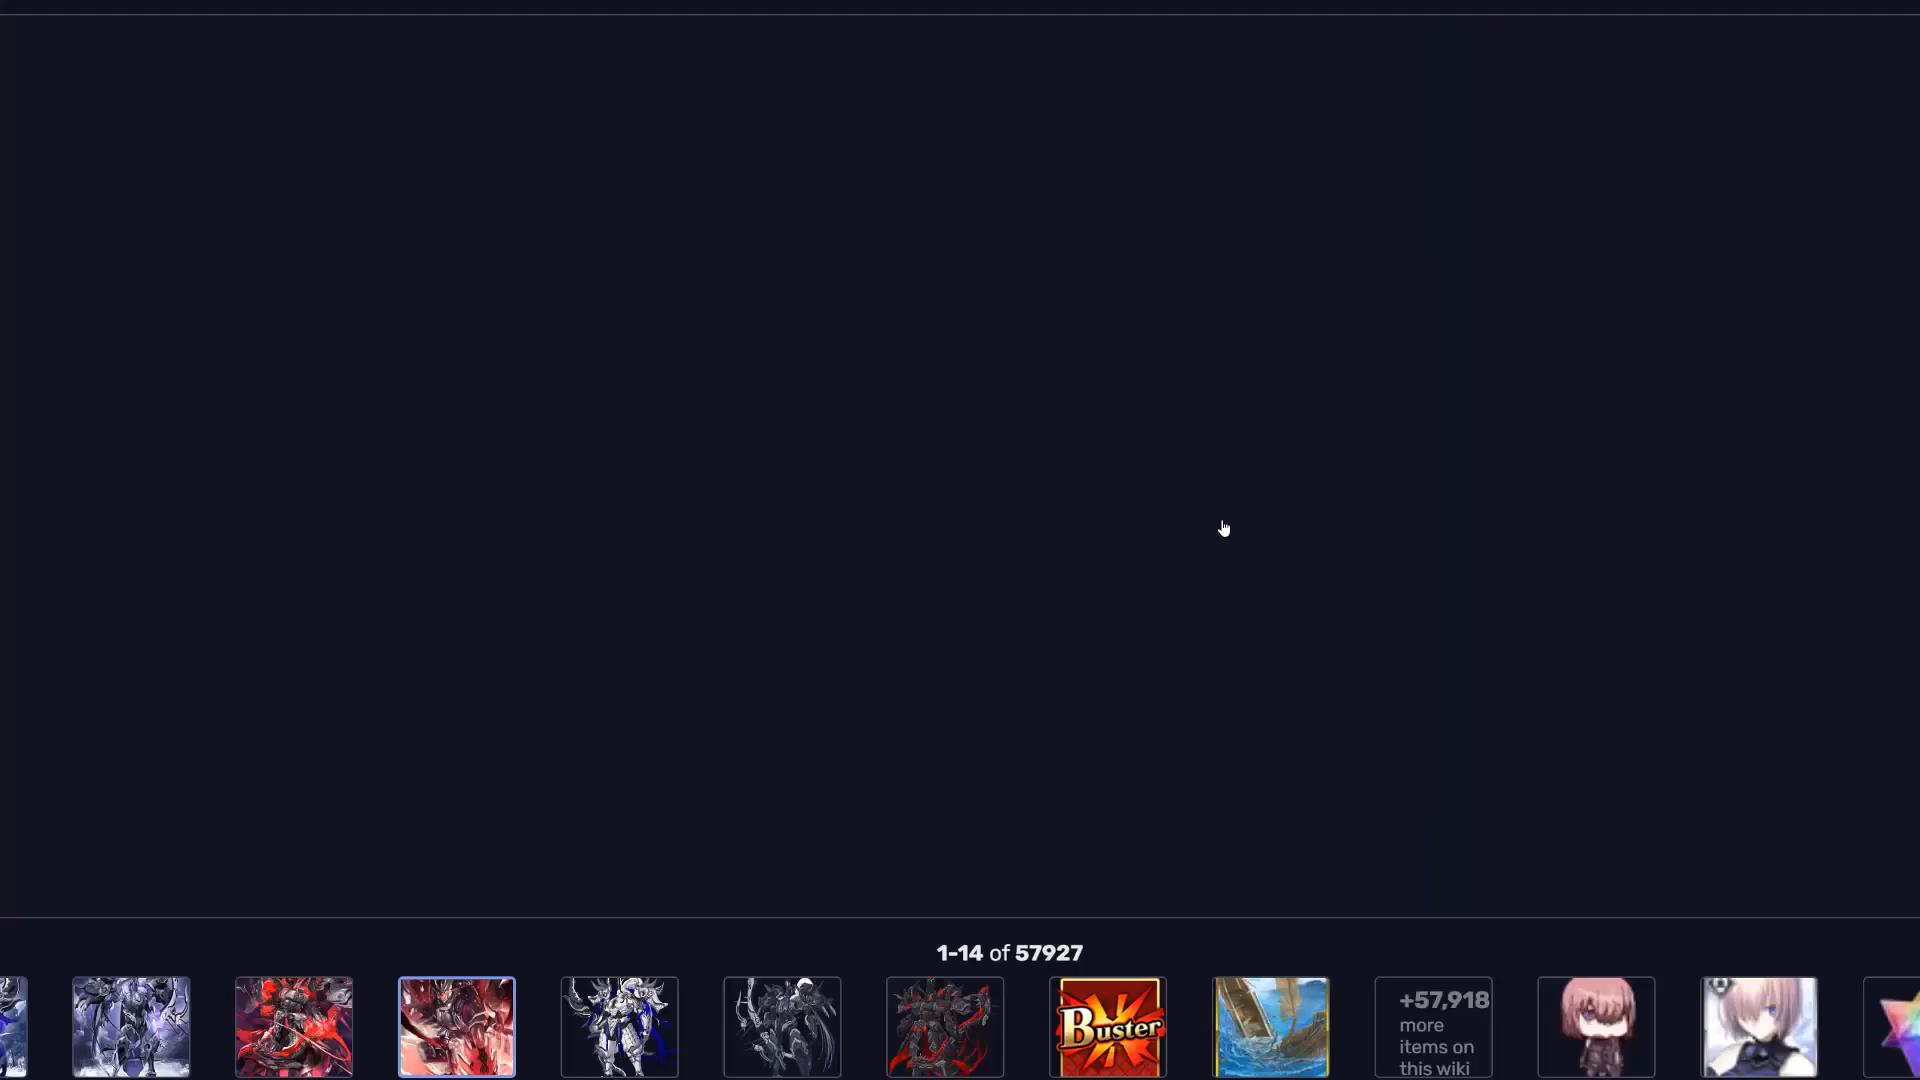 1-14 of 57927
Buster
+57,918
more
items on
this wiki